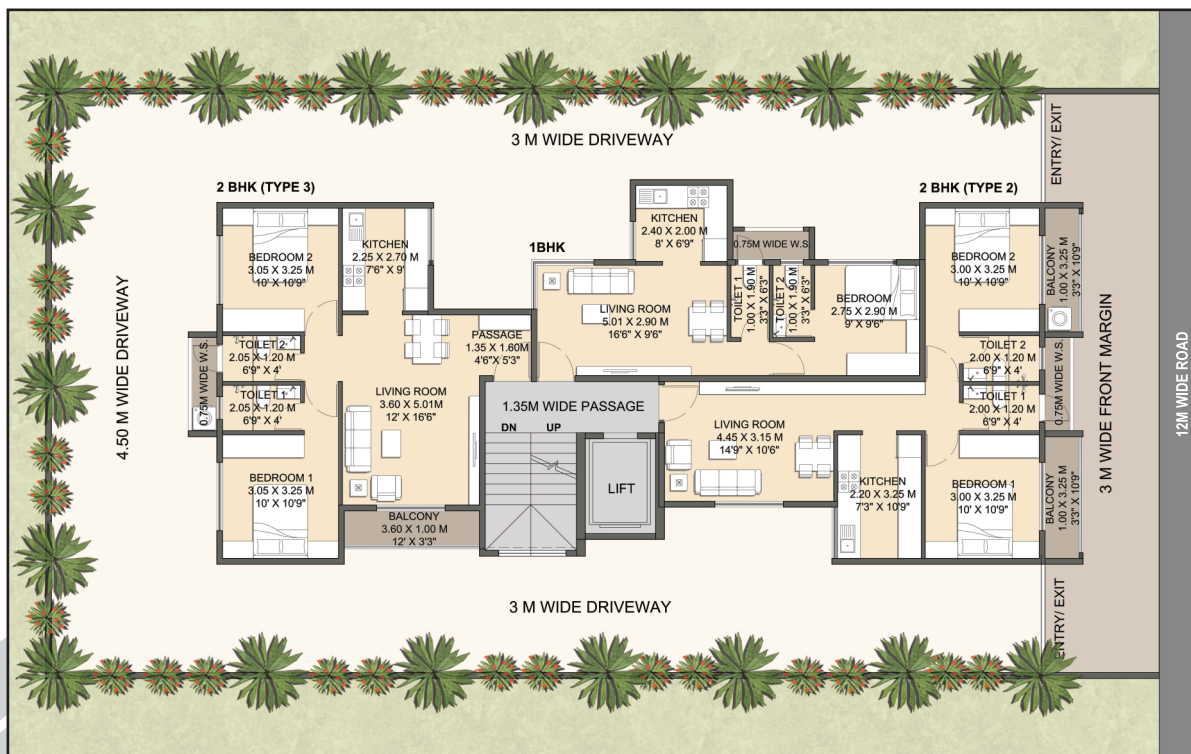 3 M WIDE DRIVEWAY
ENTRY/ EXIT
2 BHK (TYPE 3)
2 BHK (TYPE 2)
1BHK
BEDROOM 2
3.05 X 3.25 M
10' X 10'9"
KITCHEN
2.25 X 2.70 M
7'6" X 9'
KITCHEN
2.40 X 2.00 M
8' X 6'9"
0.75M WIDE W.S.
LIVING ROOM
5.01 X 2.90 M
16'6" X 9'6"
TOILET 1
1.00 X 1.90 M
3'3" X 6'3"
TOILET 2
1.00 X 1.90 M
3'3" X 6'3"
BEDROOM
2.75 X 2.90 M
9' X 9'6"
BEDROOM 2
3.00 X 3.25 M
10' X 10'9"
BALCONY
1.00 X 3.25 M
3'3" X 10'9"
4.50 M WIDE DRIVEWAY
0.75M WIDE W.S.
TOILET 2
2.05 X 1.20 M
6'9" X 4'
TOILET 1
2.05 X 1.20 M
6'9" X 4'
PASSAGE
1.35 X 1.60M
4'6"X 5'3"
LIVING ROOM
3.60 X 5.01M
12' X 16'6"
1.35M WIDE PASSAGE
DN UP
LIFT
LIVING ROOM
4.45 X 3.15 M
14'9" X 10'6"
TOILET 2
2.00 X 1.20 M
6'9" X 4'
TOILET 1
2.00 X 1.20 M
6'9" X 4'
0.75M WIDE W.S.
3 M WIDE FRONT MARGIN
12M WIDE ROAD
BEDROOM 1
3.05 X 3.25 M
10' X 10'9"
BALCONY
3.60 X 1.00 M
12' X 3'3"
KITCHEN
2.20 X 3.25 M
7'3" X 10'9"
BEDROOM 1
3.00 X 3.25 M
10' X 10'9"
BALCONY
1.00 X 3.25 M
3'3" X 10'9"
3 M WIDE DRIVEWAY
ENTRY/ EXIT